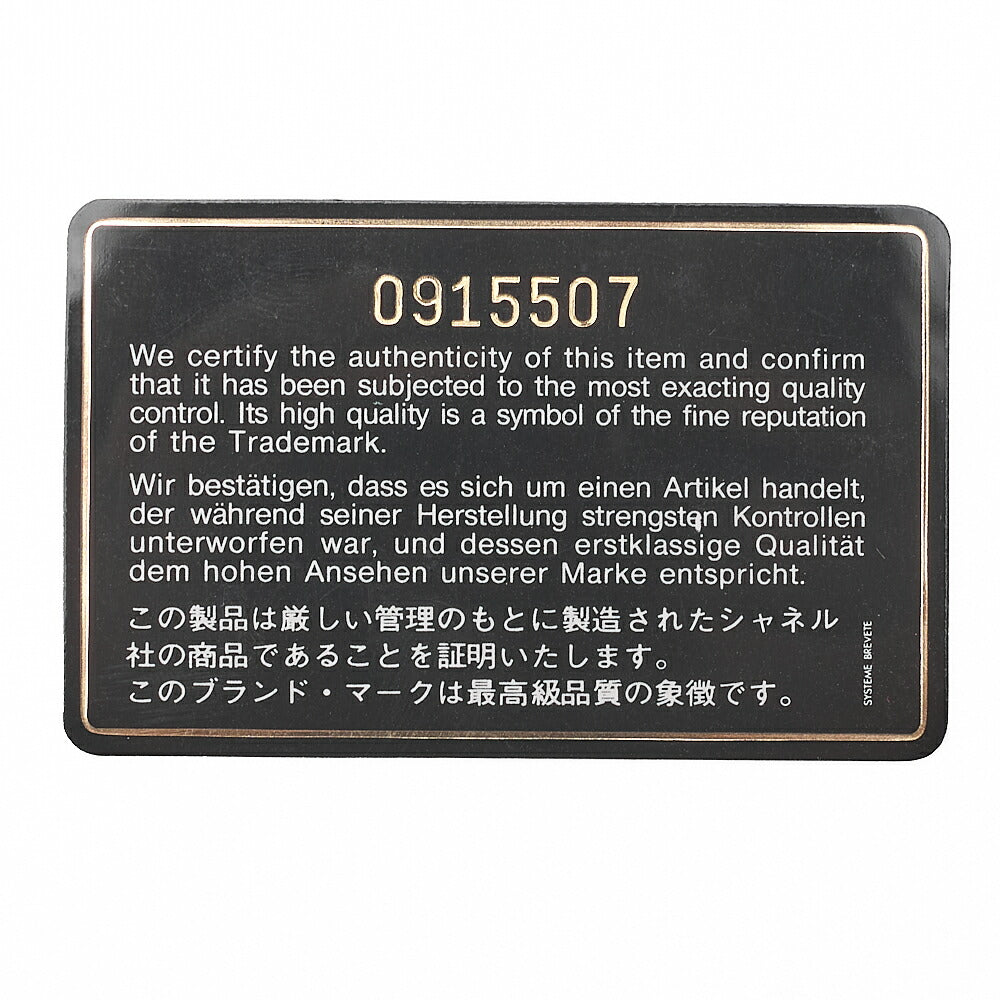 0915507
We certify the authenticity of this item and confirm
that it has been subjected to the most exacting quality
control. Its high quality is a symbol of the fine reputation
of the Trademark.
Wir bestätigen, dass es sich um einen Artikel handelt,
der während seiner Herstellung strengsten Kontrollen
unterworfen war, und dessen erstklassige Qualität
dem hohen Ansehen unserer Marke entspricht.
この製品は厳しい管理のもとに製造されたシャネル
社の商品であることを証明いたします。
このブランド・マークは最高級品質の象徴です。
SYSTEME BREVETE